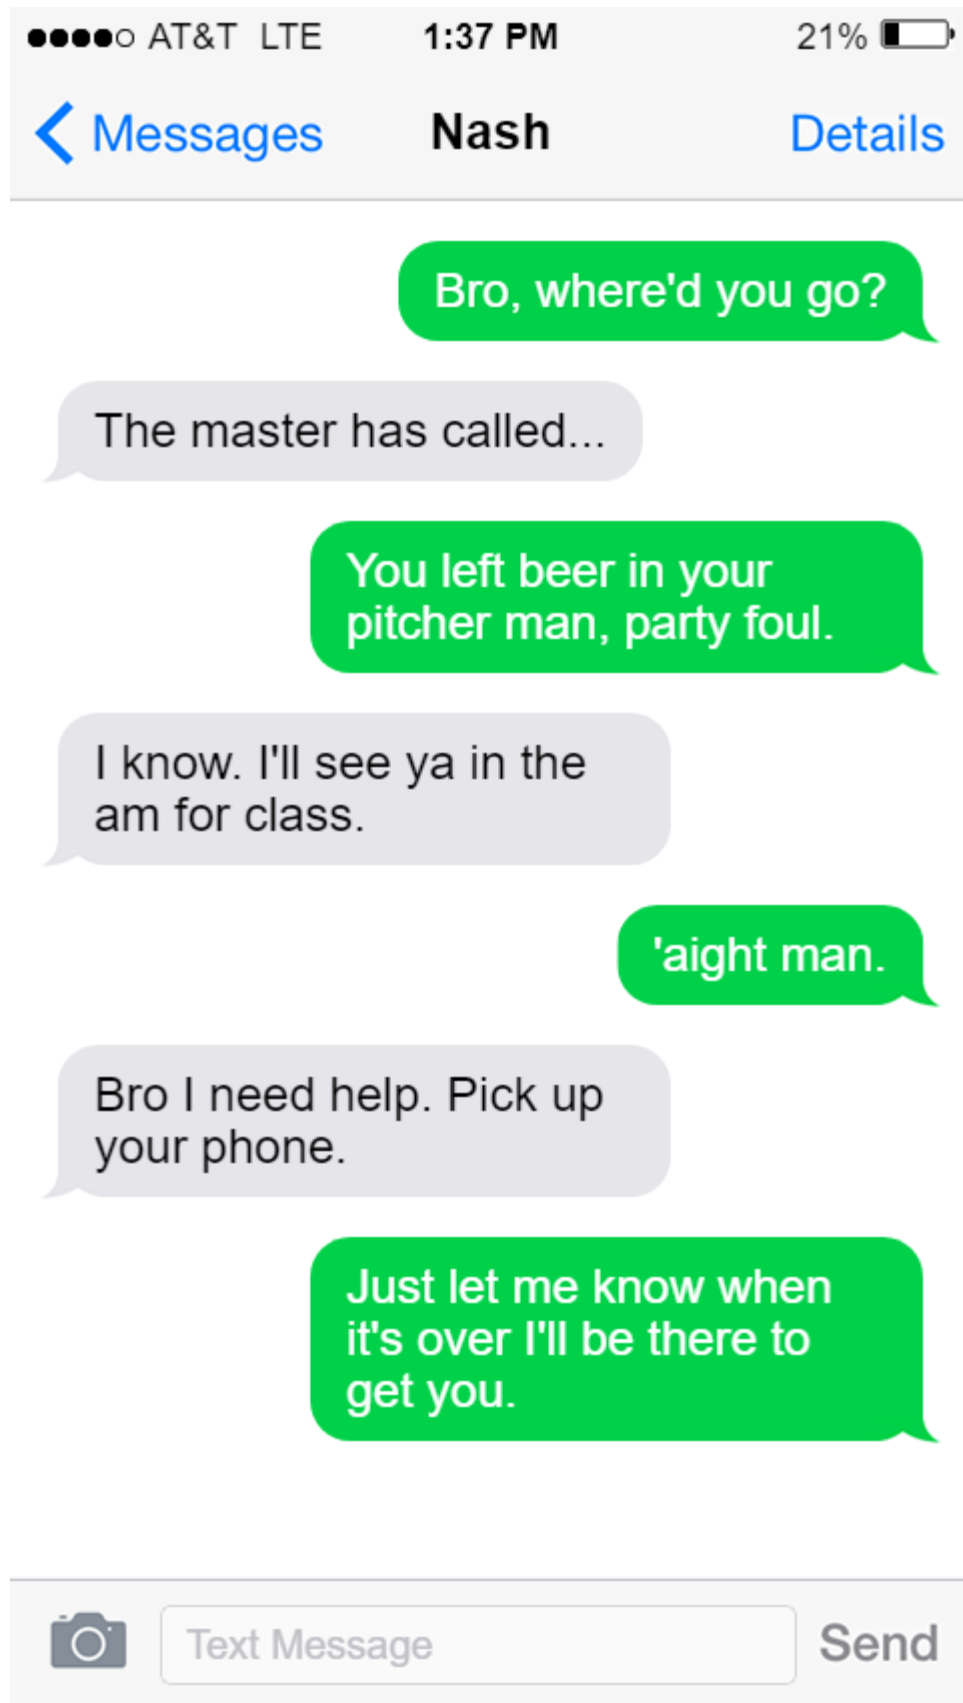 AT&T LTE 1:37 PM 21%
Messages Nash Details
Bro, where'd you go?
The master has called...
You left beer in your
pitcher man, party foul.
I know. I'll see ya in the
am for class.
'aight man.
Bro I need help. Pick up
your phone.
Just let me know when
it's over I'll be there to
get you.
Text Message Send